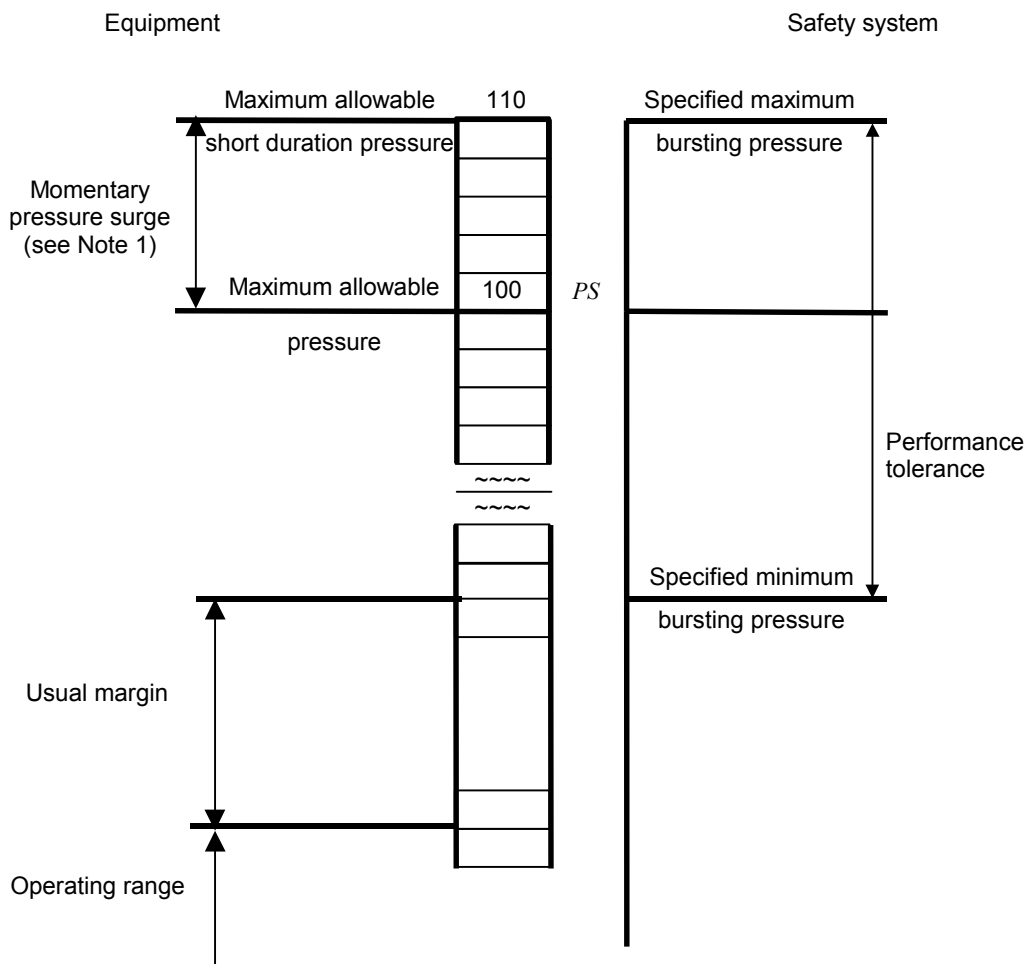 Equipment
Safety system
Maximum allowable
110
Specified maximum
short duration pressure
bursting pressure
Momentary
pressure surge
(see Note 1)
Maximum allowable
100
PS
pressure
Performance
tolerance
~~~~
~~~~
Specified minimum
bursting pressure
Usual margin
Operating range